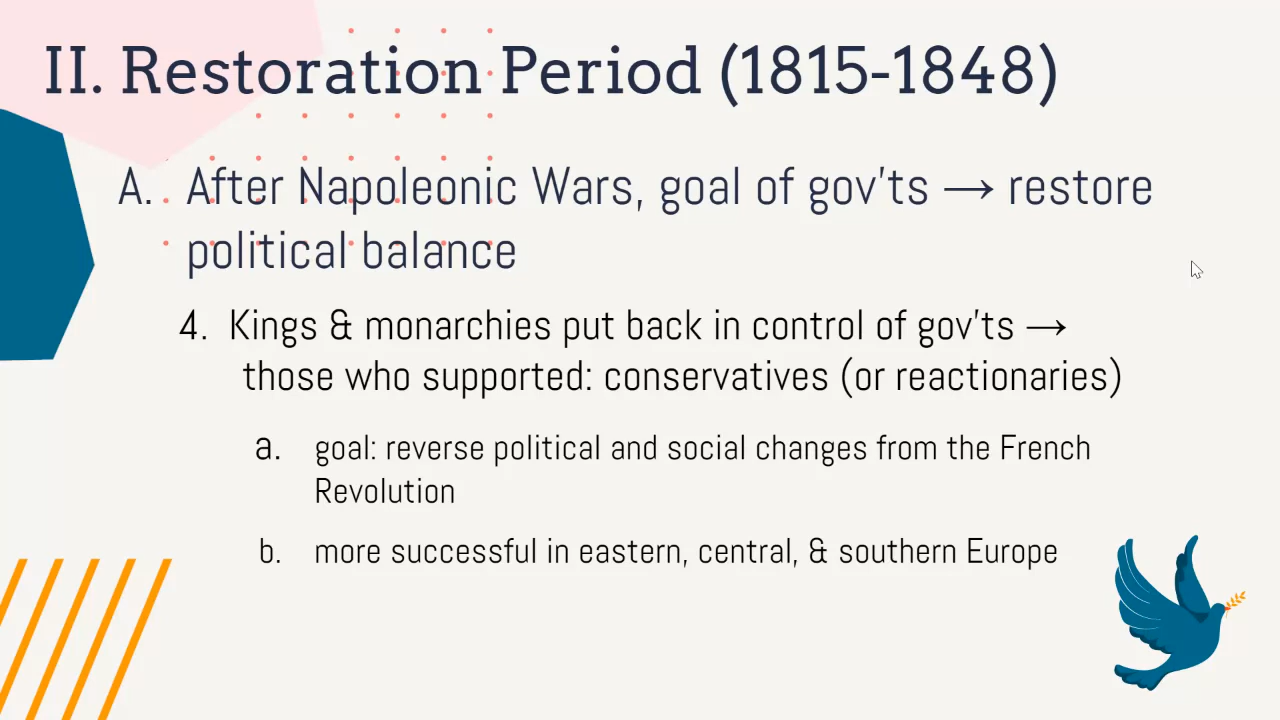 II. Restoration Period (1815-1848)
A. After Napoleonic Wars, goal of gov't​s → restore
political balance
4. Kings & monarchies put back in control of gov'ts →
those who supported: conservatives (or reactionaries)
a. goal: reverse political and social changes from the French
Revolution
b. more successful in eastern, central, & southern Europe